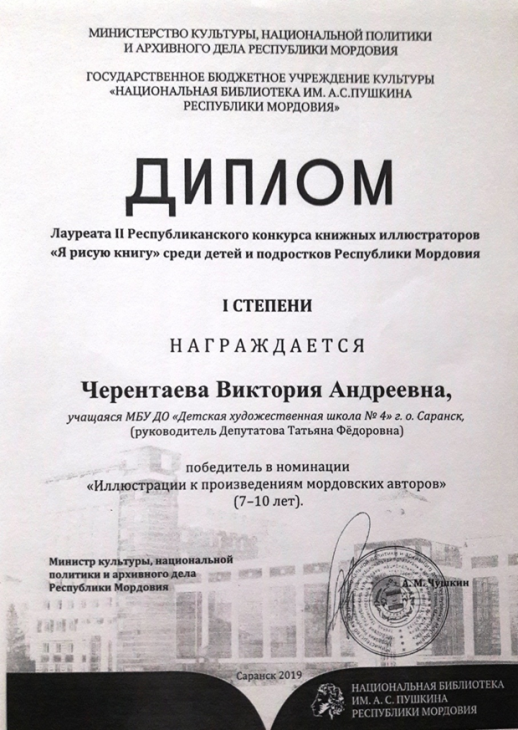 МИНИСТЕРСТВО КУЛЬТУРЫ, НАЦИОНАЛЬНОЙ ПОЛИТИКИ
И АРХИВНОГО ДЕЛА РЕСПУБЛИКИ МОРДОВИЯ
ГОСУДАРСТВЕННОЕ БЮДЖЕТНОЕ УЧРЕЖДЕНИЕ КУЛЬТУРЫ
«НАЦИОНАЛЬНАЯ БИБЛИОТЕКА ИМ. А.С.ПУШКИНА
РЕСПУБЛИКИ МОРДОВИЯ»
ДИПЛОМ
Лауреата II Республиканского конкурса книжных иллюстраторов
«Я рисую книгу» среди детей и подростков Республики Мордовия
I СТЕПЕНИ
НАГРАЖДАЕТСЯ
Черентаева Виктория Андреевна,
учащаяся МБУ ДО «Детская художественная школа № 4» г. о. Саранск,
(руководитель Депутатова Татьяна Фёдоровна)
победитель в номинации
«Иллюстрации к произведениям мордовских авторов»
(7–10 лет).
Министр культуры, национальной
политики и архивного дела
Республики Мордовия
А. М. Чушкин
Саранск 2019
НАЦИОНАЛЬНАЯ БИБЛИОТЕКА
ИМ. А. С. ПУШКИНА
РЕСПУБЛИКИ МОРДОВИЯ